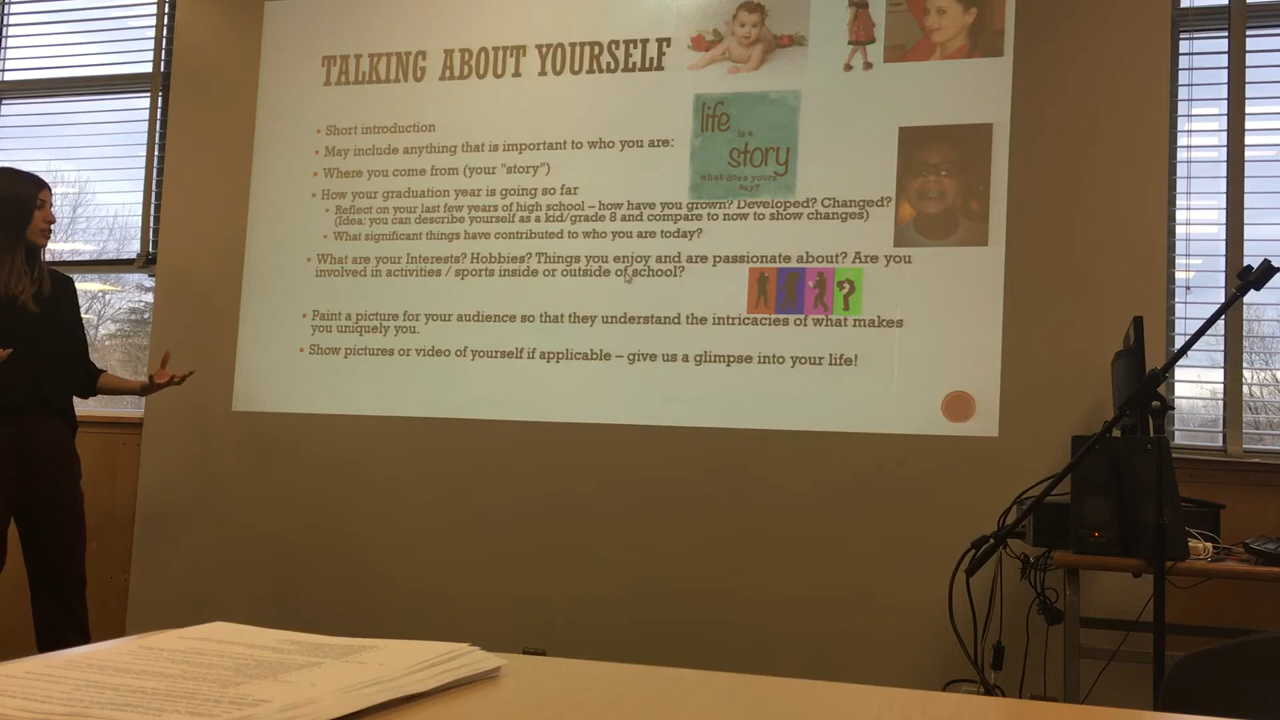 TALKING ABOUT YOURSELF
Short introduction
May include anything that is important to who you are:
Where you come from (your "story")
How your graduation year is going so far
Reflect on your last few years of high school – how have you grown? Developed? Changed?
(Idea: you can describe yourself as a kid/grade 8 and compare to now to show changes)
What significant things have contributed to who you are today?
What are your Interests? Hobbies? Things you enjoy and are passionate about? Are you
involved in activities / sports inside or outside of school?
Paint a picture for your audience so that they understand the intricacies of what makes
you uniquely you.
Show pictures or video of yourself if applicable – give us a glimpse into your life!
life
is a
story
what does yours
say?
?